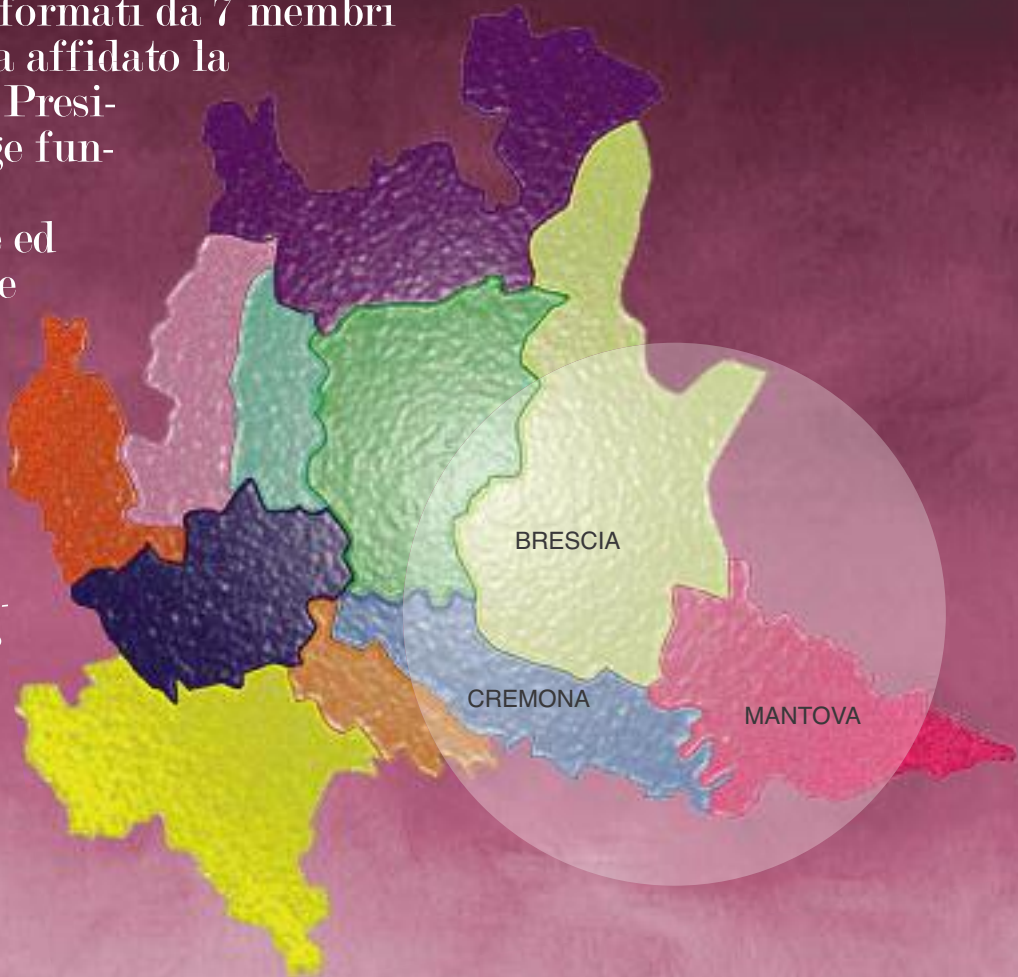 formati da 7 membri
a affidato la
Presi-
ge fun-
e ed
e
BRESCIA
CREMONA
MANTOVA